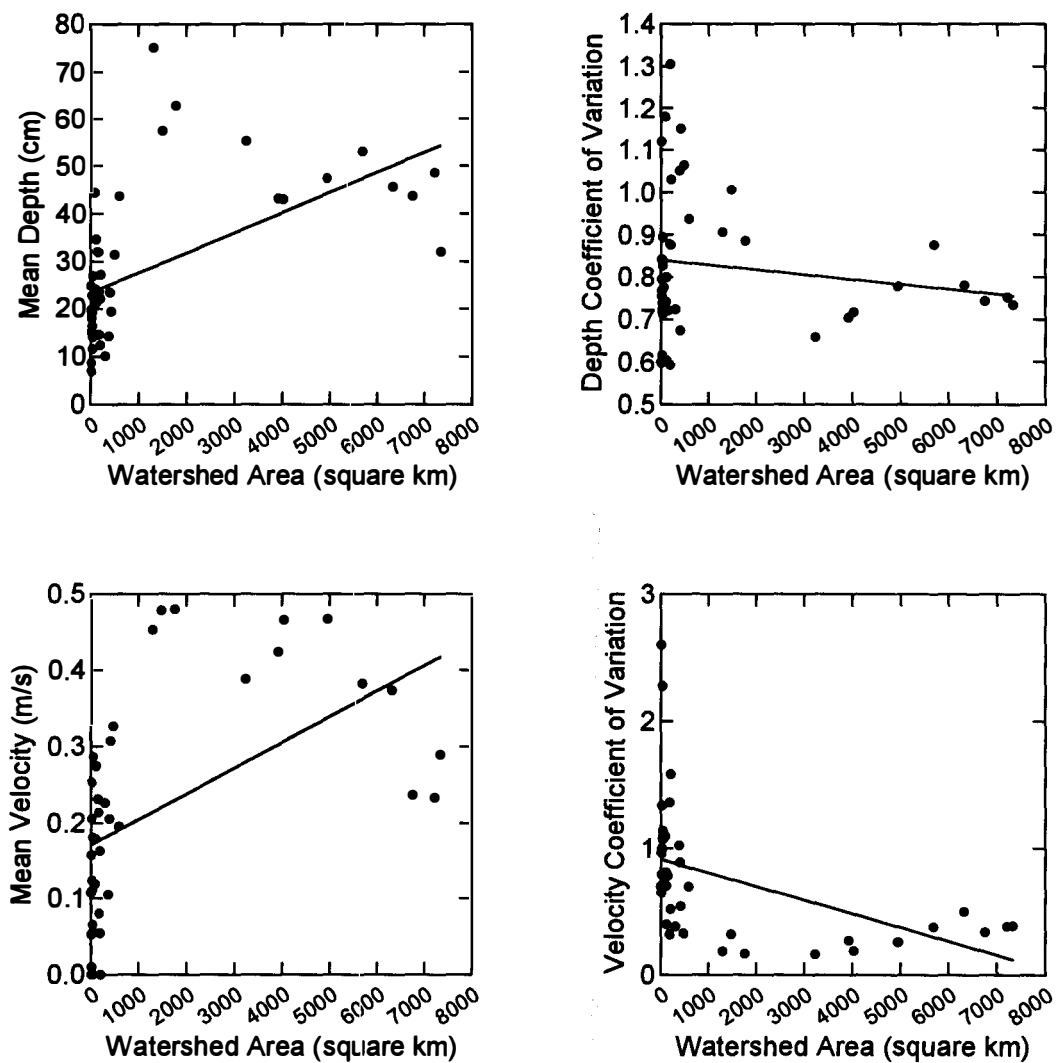 80
70
60
50
40
30
20
10
0
Mean Depth (cm)
0 1000 2000 3000 4000 5000 6000 7000 8000
Watershed Area (square km)
1.4
1.3
1.2
1.1
1.0
0.9
0.8
0.7
0.6
0.5
Depth Coefficient of Variation
0 1000 2000 3000 4000 5000 6000 7000 8000
Watershed Area (square km)
0.5
0.4
0.3
0.2
0.1
0.0
Mean Velocity (m/s)
0 1000 2000 3000 4000 5000 6000 7000 8000
Watershed Area (square km)
3
2
1
0
Velocity Coefficient of Variation
0 1000 2000 3000 4000 5000 6000 7000 8000
Watershed Area (square km)